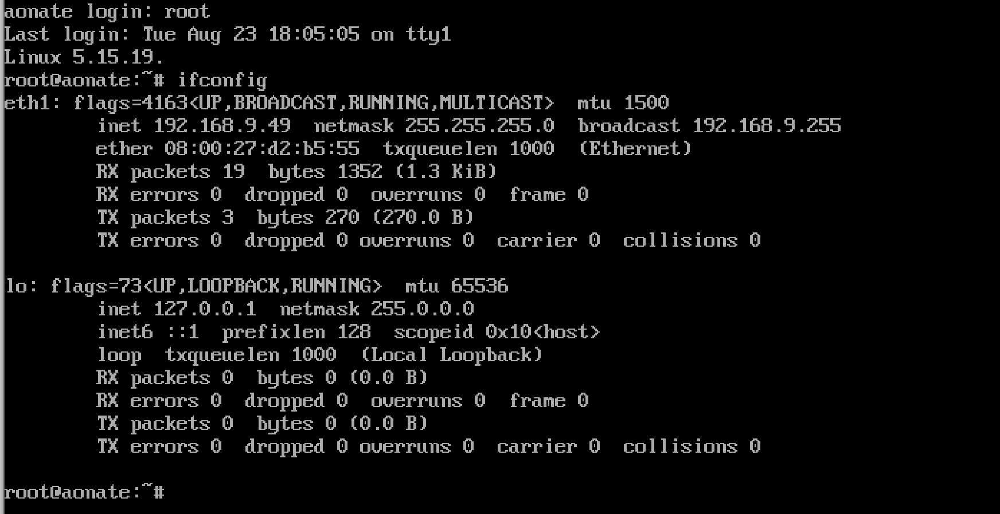 aonate login: root
Last login: Tue Aug 23 18:05:05 on tty1
Linux 5.15.19.
root@aonate:~# ifconfig
eth1: flags=4163<UP,BROADCAST,RUNNING,MULTICAST>  mtu 1500
        inet 192.168.9.49  netmask 255.255.255.0  broadcast 192.168.9.255
        ether 08:00:27:d2:b5:55  txqueuelen 1000  (Ethernet)
        RX packets 19  bytes 1352 (1.3 KiB)
        RX errors 0  dropped 0  overruns 0  frame 0
        TX packets 3  bytes 270 (270.0 B)
        TX errors 0  dropped 0 overruns 0  carrier 0  collisions 0

lo: flags=73<UP,LOOPBACK,RUNNING>  mtu 65536
        inet 127.0.0.1  netmask 255.0.0.0
        inet6 ::1  prefixlen 128  scopeid 0x10<host>
        loop  txqueuelen 1000  (Local Loopback)
        RX packets 0  bytes 0 (0.0 B)
        RX errors 0  dropped 0  overruns 0  frame 0
        TX packets 0  bytes 0 (0.0 B)
        TX errors 0  dropped 0 overruns 0  carrier 0  collisions 0

root@aonate:~#